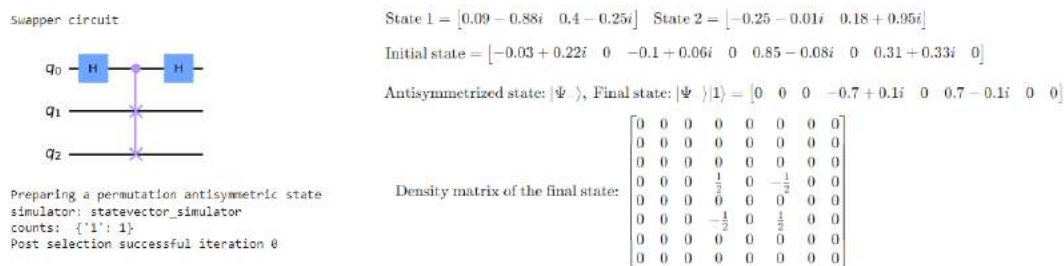 Swapper circuit
q0 H H
q1
q2
Preparing a permutation antisymmetric state
simulator: statevector_simulator
counts: {'1': 1}
Post selection successful iteration 0
State 1 = [0.09 − 0.88i 0.4 − 0.25i] State 2 = [−0.25 − 0.01i 0.18 + 0.95i]
Initial state = [−0.03 + 0.22i 0 −0.1 + 0.06i 0 0.85 − 0.08i 0 0.31 + 0.33i 0]
Antisymmetrized state: |Ψ_⟩, Final state: |Ψ_⟩|1⟩ = [0 0 0 −0.7 + 0.1i 0 0.7 − 0.1i 0 0]
Density matrix of the final state:
0 0 0 0 0 0 0 0
0 0 0 0 0 0 0 0
0 0 0 0 0 0 0 0
0 0 0 1/2 0 −1/2 0 0
0 0 0 0 0 0 0 0
0 0 0 −1/2 0 1/2 0 0
0 0 0 0 0 0 0 0
0 0 0 0 0 0 0 0